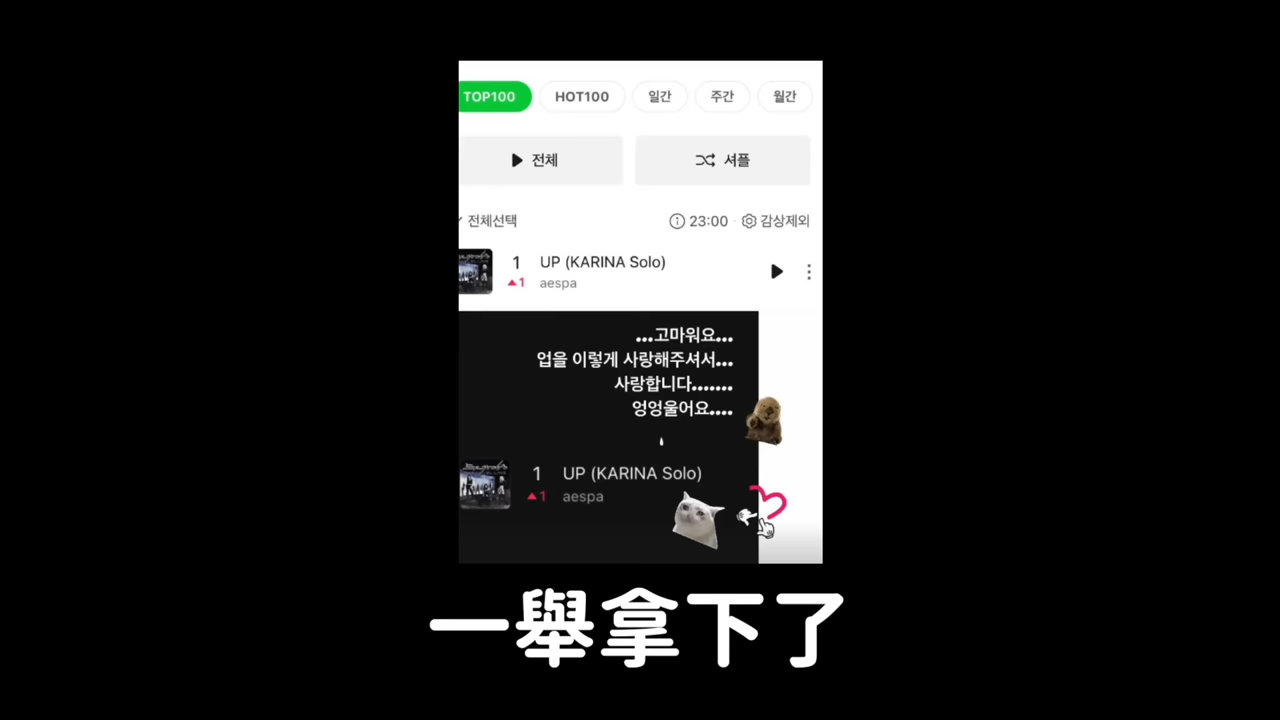 TOP100 HOT100 일간 주간 월간
전체 셔플
전체선택 23:00 · 감상제외
1 UP (KARINA Solo)
▲1 aespa
...고마워요...
업을 이렇게 사랑해주셔서...
사랑합니다.......
엉엉울어요....
1 UP (KARINA Solo)
▲1 aespa
一舉拿下了